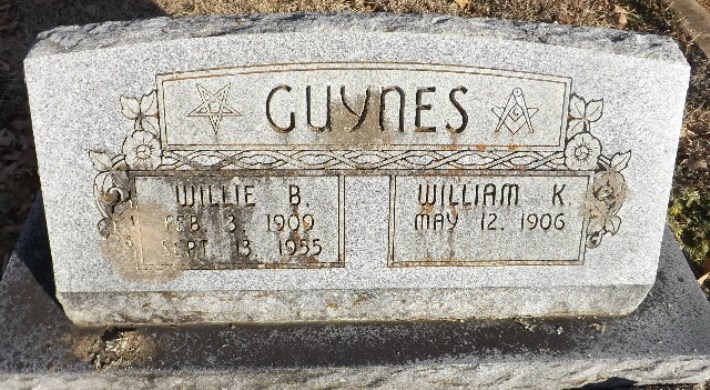 GUYNES
G
WILLIE B.
FEB. 3, 1909
SEPT. 13, 1955
WILLIAM K.
MAY 12, 1906